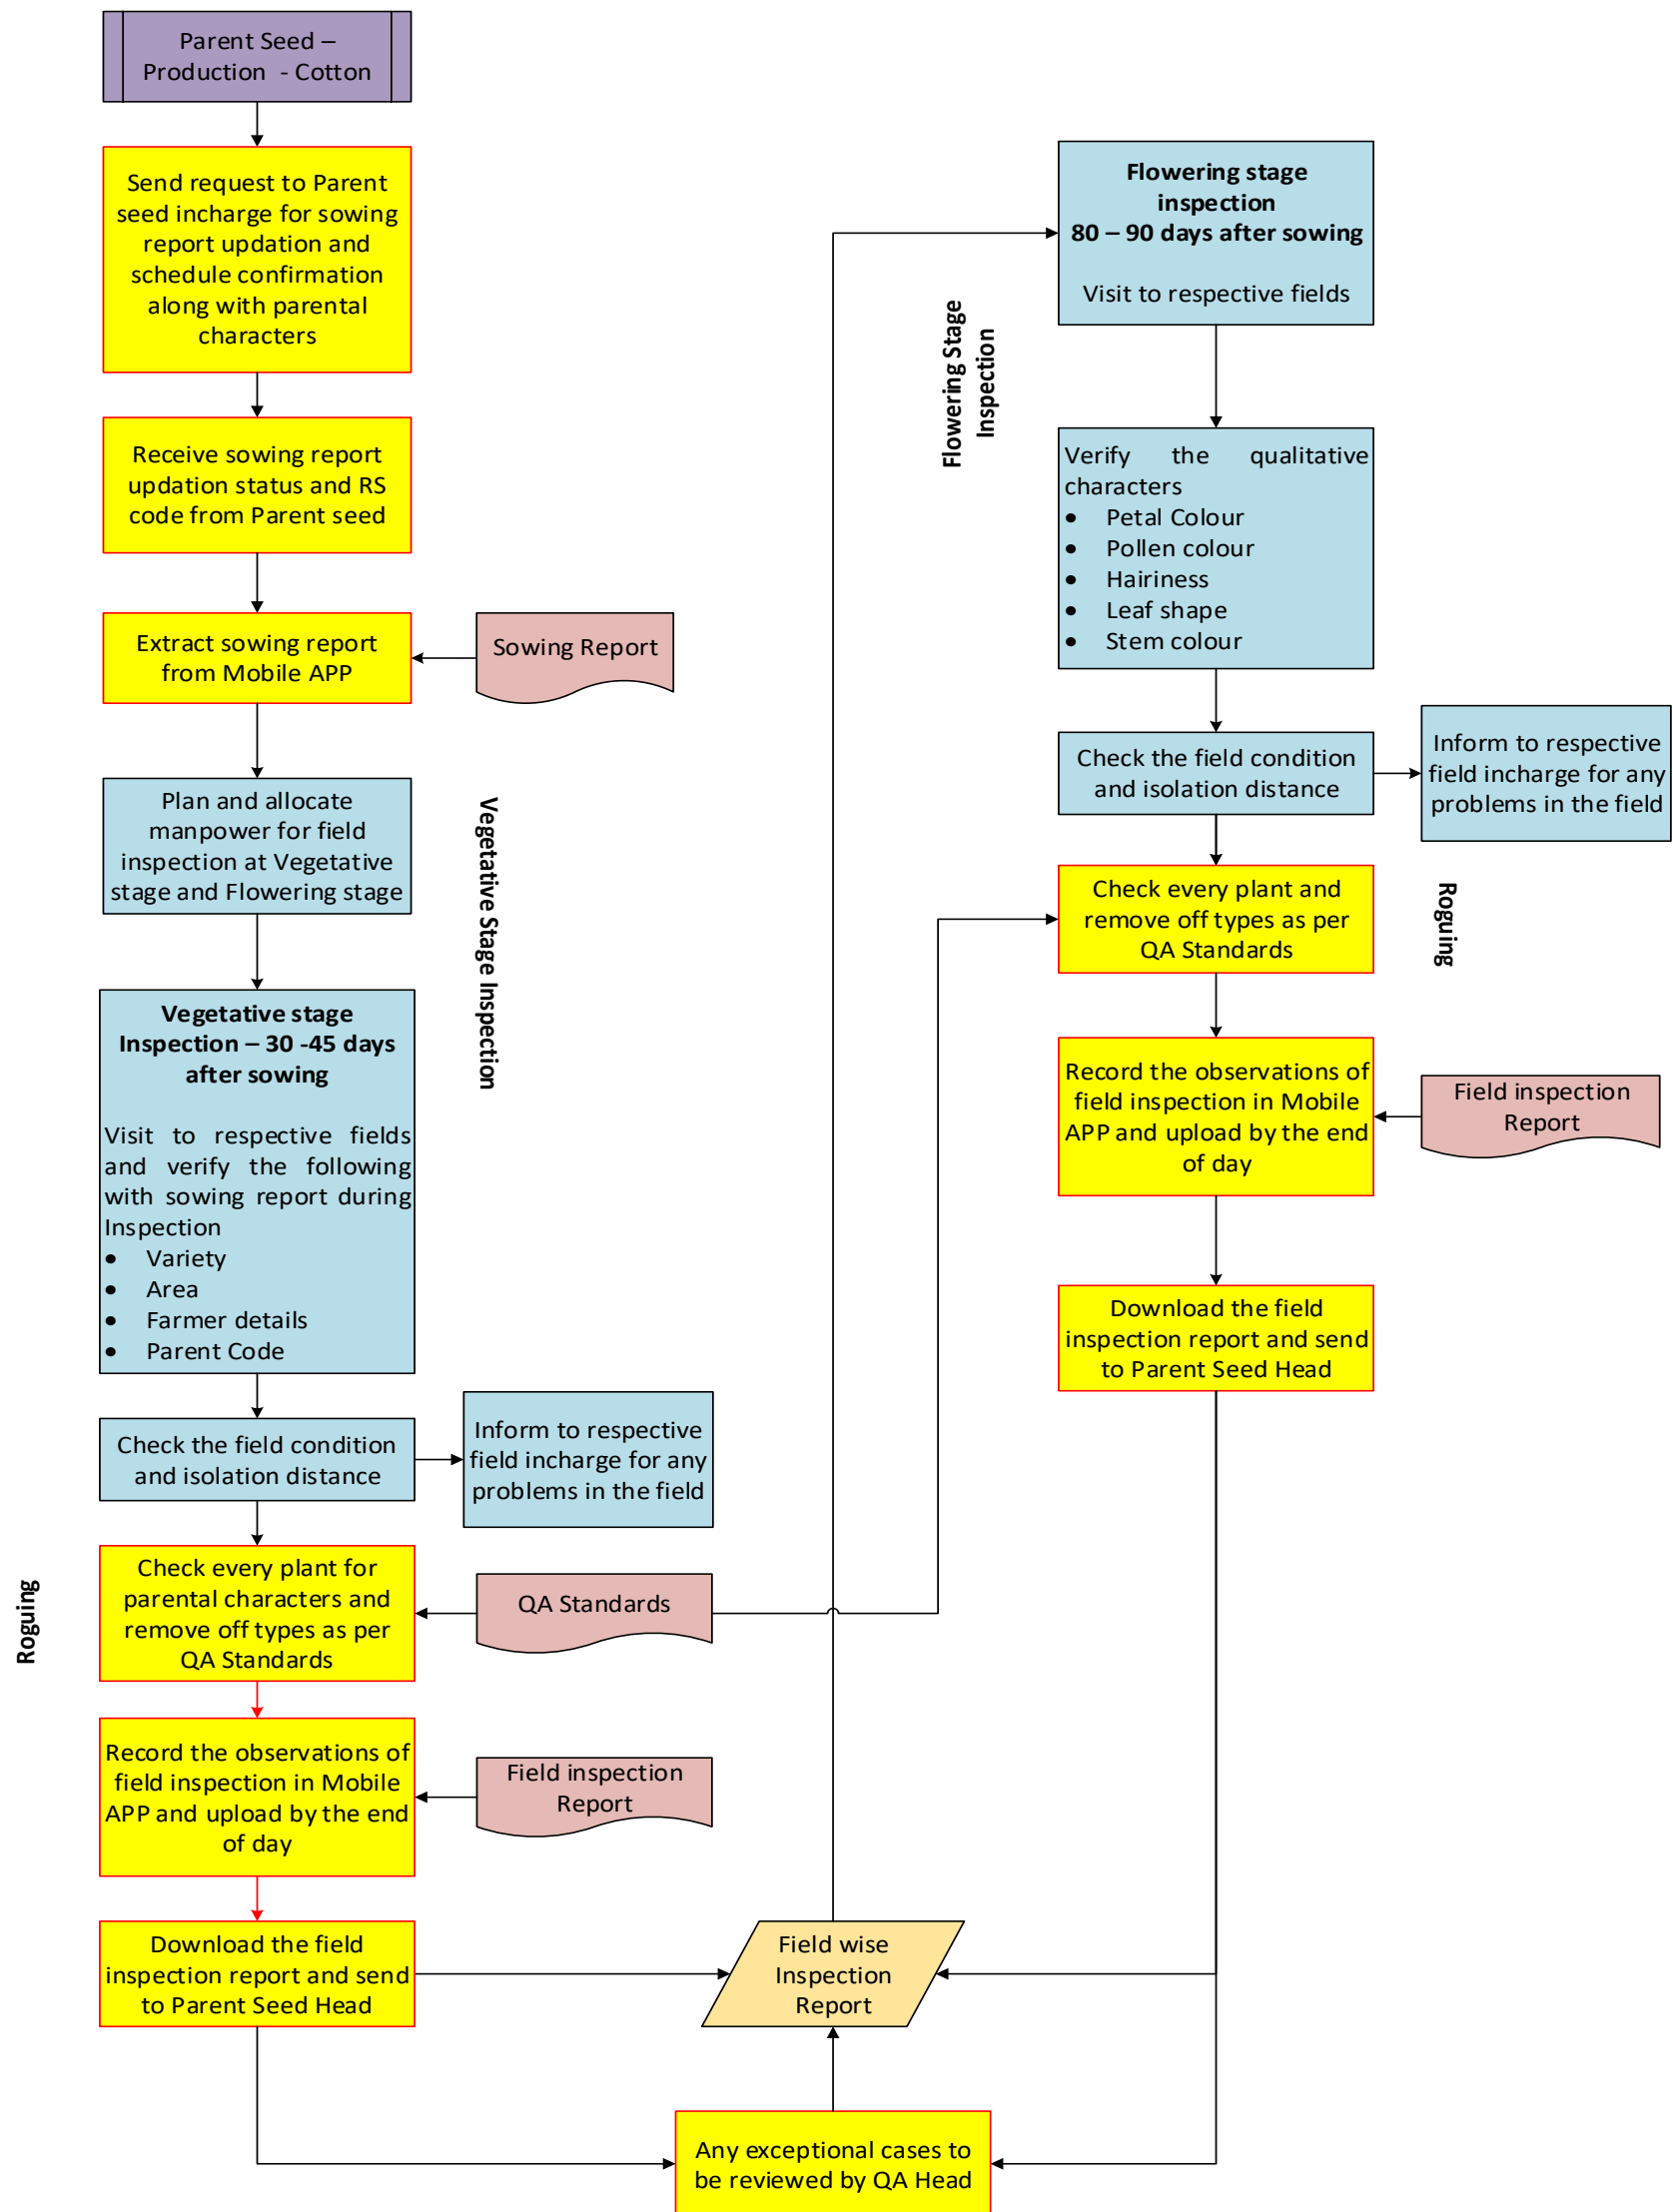 Parent Seed –
Production  - Cotton
Send request to Parent
seed incharge for sowing
report updation and
schedule confirmation
along with parental
characters
Receive sowing report
updation status and RS
code from Parent seed
Extract sowing report
from Mobile APP
Sowing Report
Plan and allocate
manpower for field
inspection at Vegetative
stage and Flowering stage
Vegetative Stage Inspection
Vegetative stage
Inspection – 30 -45 days
after sowing
Visit to respective fields
and verify the following
with sowing report during
Inspection
• Variety
• Area
• Farmer details
• Parent Code
Check the field condition
and isolation distance
Inform to respective
field incharge for any
problems in the field
Roguing
Check every plant for
parental characters and
remove off types as per
QA Standards
QA Standards
Record the observations of
field inspection in Mobile
APP and upload by the end
of day
Field inspection
Report
Download the field
inspection report and send
to Parent Seed Head
Field wise
Inspection
Report
Any exceptional cases to
be reviewed by QA Head
Flowering Stage
Inspection
Flowering stage
inspection
80 – 90 days after sowing
Visit to respective fields
Verify the qualitative
characters
• Petal Colour
• Pollen colour
• Hairiness
• Leaf shape
• Stem colour
Check the field condition
and isolation distance
Inform to respective
field incharge for any
problems in the field
Check every plant and
remove off types as per
QA Standards
Roguing
Record the observations of
field inspection in Mobile
APP and upload by the end
of day
Field inspection
Report
Download the field
inspection report and send
to Parent Seed Head